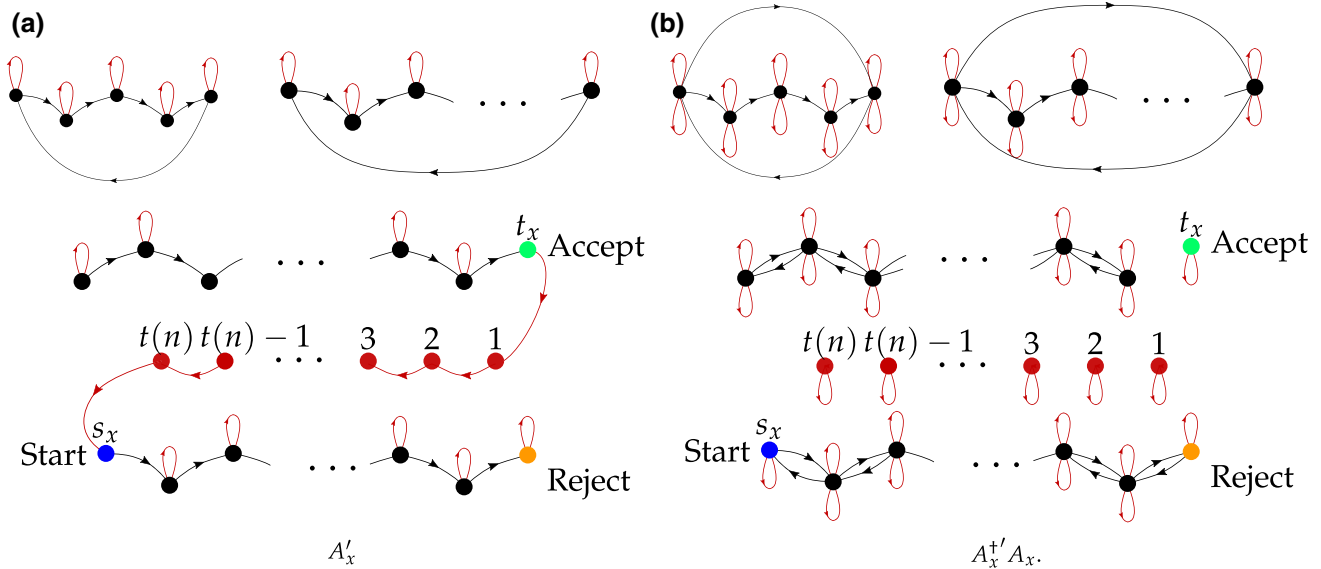 (a)
t_x
Accept
t(n) t(n) − 1 · · · 3 2 1
s_x
Start
Reject
A'_x
(b)
t_x
Accept
t(n) t(n) − 1 · · · 3 2 1
s_x
Start
Reject
A_x^{†'} A_x.